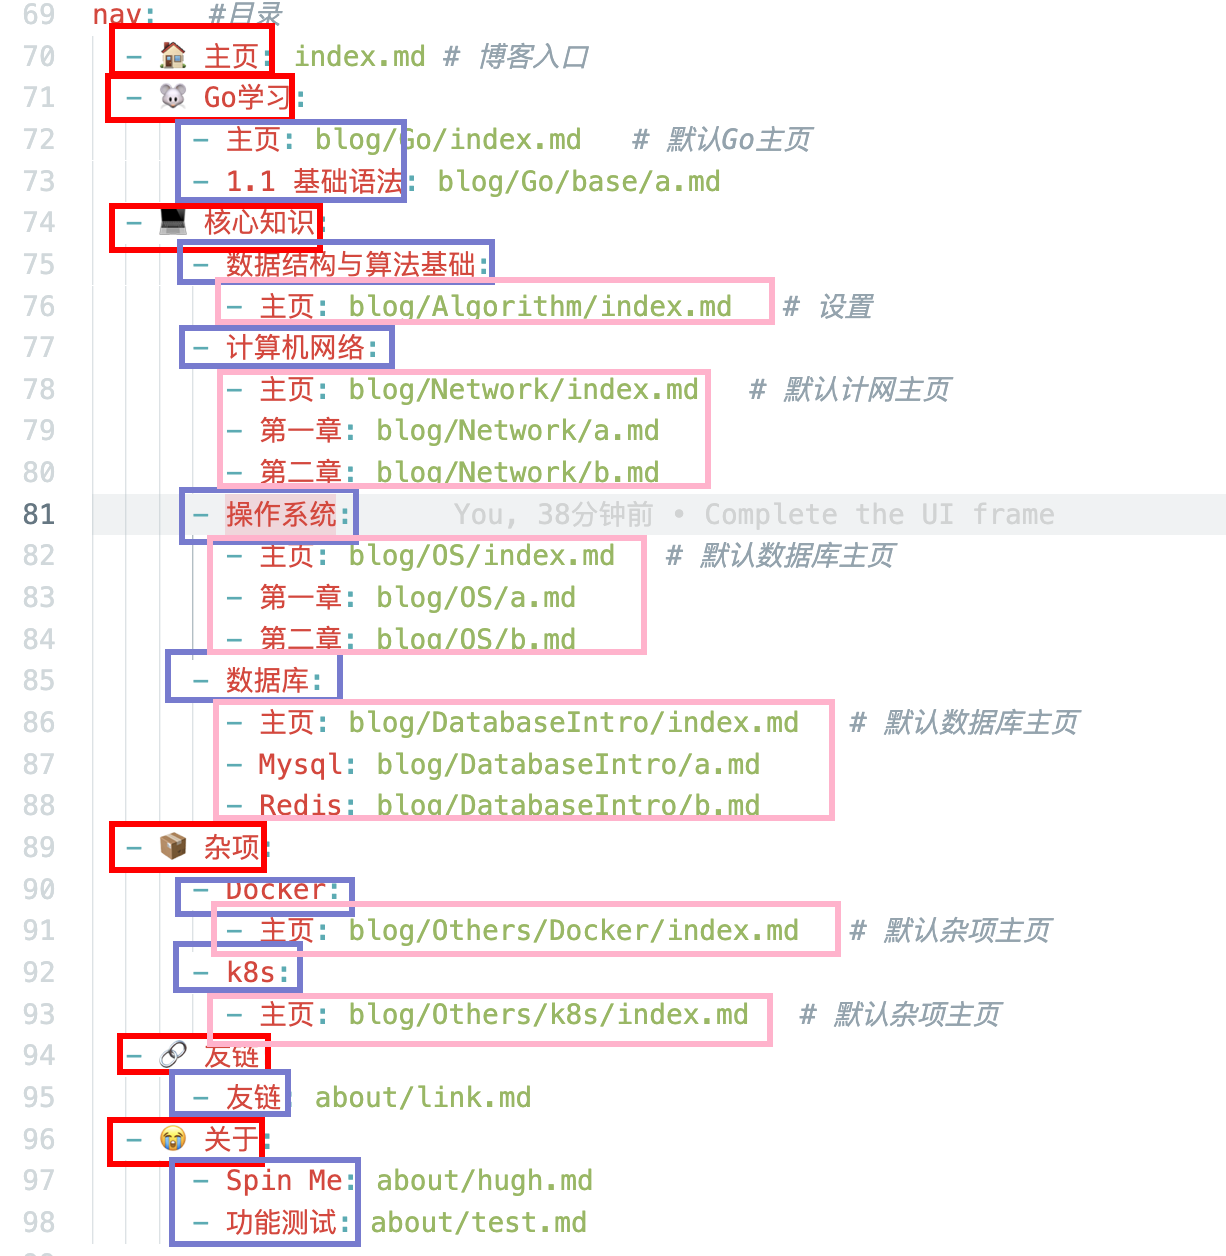 69 nav: #目录
70 - 🏠 主页: index.md # 博客入口
71 - 🐭 Go学习:
72 - 主页: blog/Go/index.md # 默认Go主页
73 - 1.1 基础语法: blog/Go/base/a.md
74 - 💻 核心知识:
75 - 数据结构与算法基础:
76 - 主页: blog/Algorithm/index.md # 设置
77 - 计算机网络:
78 - 主页: blog/Network/index.md # 默认计网主页
79 - 第一章: blog/Network/a.md
80 - 第二章: blog/Network/b.md
81 - 操作系统: You, 38分钟前 • Complete the UI frame
82 - 主页: blog/OS/index.md # 默认数据库主页
83 - 第一章: blog/OS/a.md
84 - 第二章: blog/OS/b.md
85 - 数据库:
86 - 主页: blog/DatabaseIntro/index.md # 默认数据库主页
87 - Mysql: blog/DatabaseIntro/a.md
88 - Redis: blog/DatabaseIntro/b.md
89 - 📦 杂项:
90 - Docker:
91 - 主页: blog/Others/Docker/index.md # 默认杂项主页
92 - k8s:
93 - 主页: blog/Others/k8s/index.md # 默认杂项主页
94 - 🔗 友链:
95 - 友链: about/link.md
96 - 😭 关于:
97 - Spin Me: about/hugh.md
98 - 功能测试: about/test.md